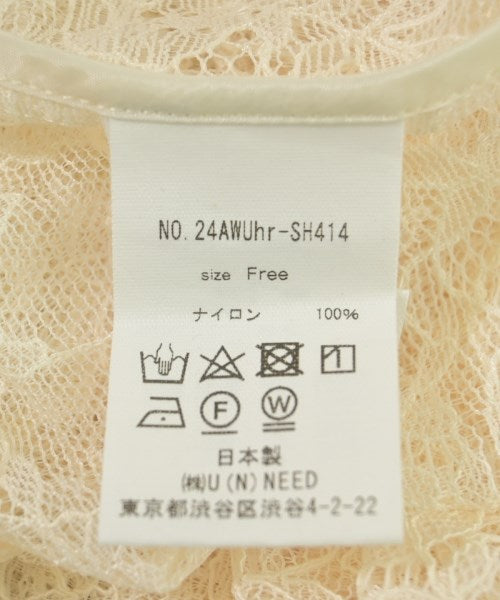 NO. 24AWUhr-SH414
size Free
ナイロン 100%
F W
日本製
㈱U(N)NEED
東京都渋谷区渋谷4-2-22